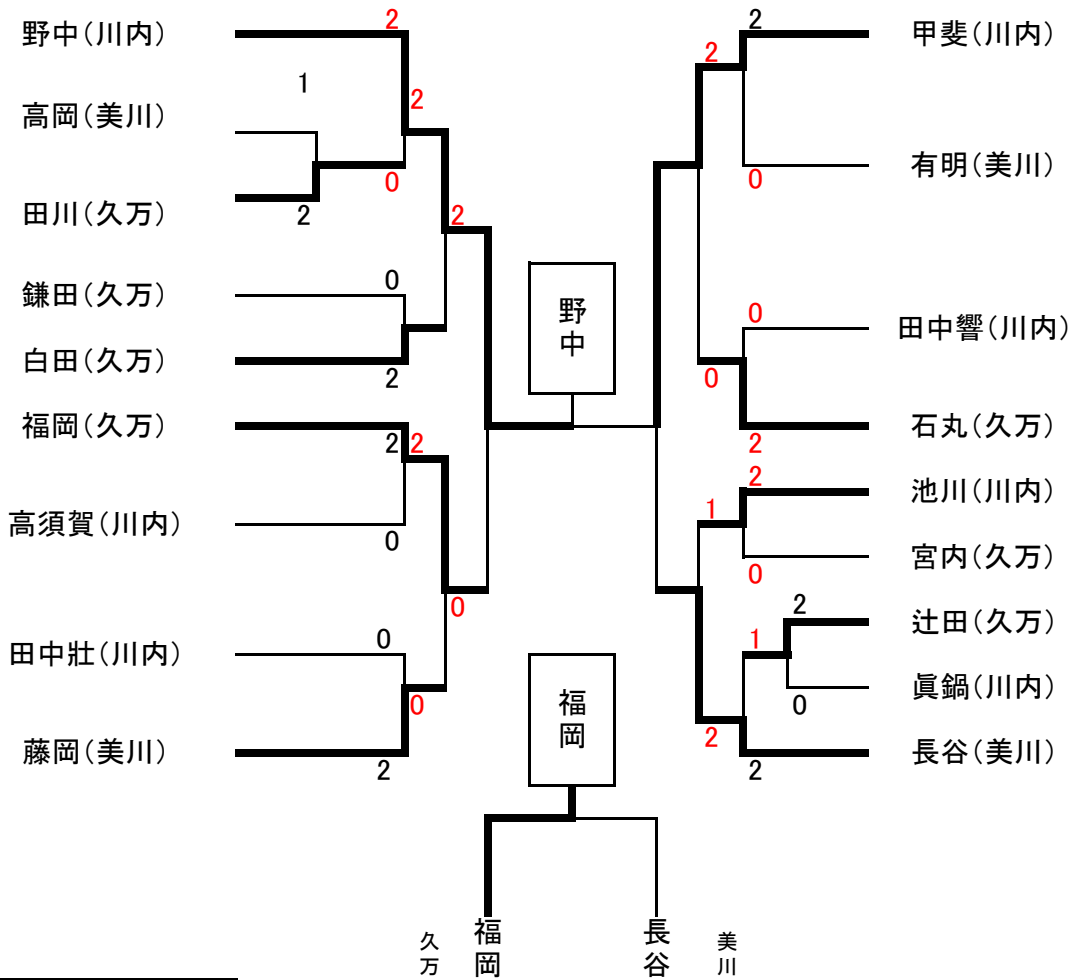 野中(川内)
2
1
高岡(美川)
2
0
田川(久万)
2
2
鎌田(久万)
0
白田(久万)
2
福岡(久万)
2
2
高須賀(川内)
0
0
田中壯(川内)
0
0
藤岡(美川)
2
野中
甲斐(川内)
2
2
有明(美川)
0
田中響(川内)
0
0
石丸(久万)
2
池川(川内)
2
1
宮内(久万)
0
辻田(久万)
2
1
眞鍋(川内)
0
2
長谷(美川)
2
福岡
久万
福岡
長谷
美川